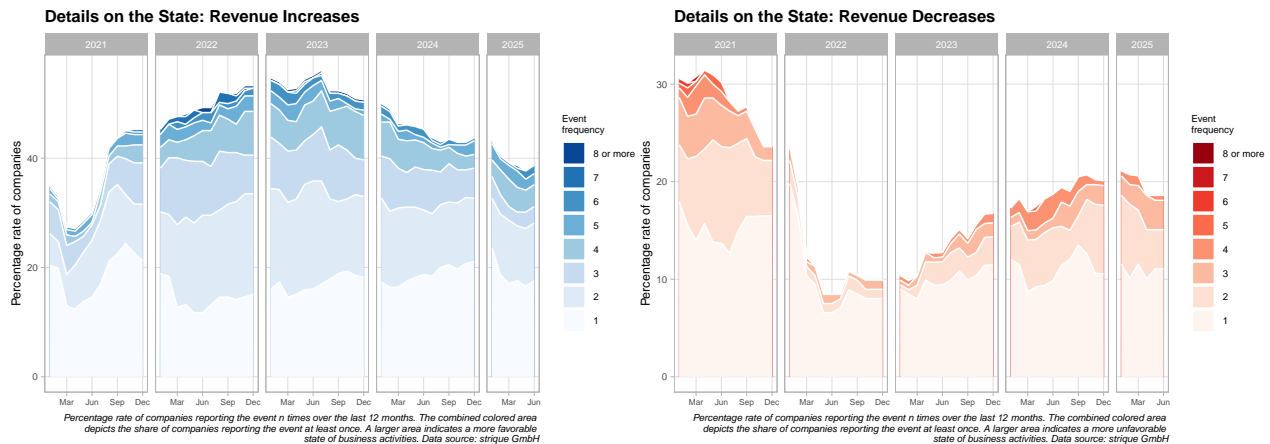 Details on the State: Revenue Increases
2021 2022 2023 2024 2025
Percentage rate of companies
40
20
0
Mar Jun Sep Dec Mar Jun Sep Dec Mar Jun Sep Dec Mar Jun Sep Dec Mar Jun
Event
frequency
8 or more
7
6
5
4
3
2
1
Percentage rate of companies reporting the event n times over the last 12 months. The combined colored area
depicts the share of companies reporting the event at least once. A larger area indicates a more favorable
state of business activities. Data source: strique GmbH
Details on the State: Revenue Decreases
2021 2022 2023 2024 2025
Percentage rate of companies
30
20
10
0
Mar Jun Sep Dec Mar Jun Sep Dec Mar Jun Sep Dec Mar Jun Sep Dec Mar Jun
Event
frequency
8 or more
7
6
5
4
3
2
1
Percentage rate of companies reporting the event n times over the last 12 months. The combined colored area
depicts the share of companies reporting the event at least once. A larger area indicates a more unfavorable
state of business activities. Data source: strique GmbH